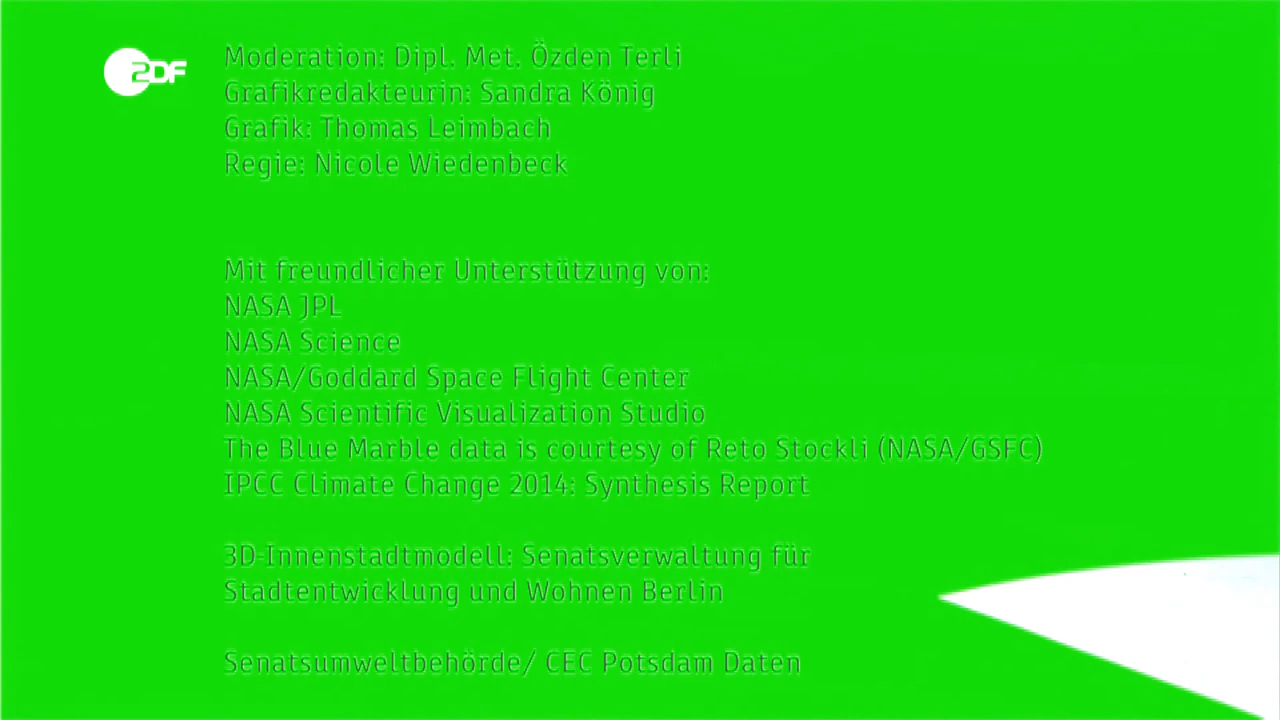 ZDF
Moderation: Dipl. Met. Özden Terli
Grafikredakteurin: Sandra König
Grafik: Thomas Leimbach
Regie: Nicole Wiedenbeck
Mit freundlicher Unterstützung von:
NASA JPL
NASA Science
NASA/Goddard Space Flight Center
NASA Scientific Visualization Studio
The Blue Marble data is courtesy of Reto Stockli (NASA/GSFC)
IPCC Climate Change 2014: Synthesis Report
3D-Innenstadtmodell: Senatsverwaltung für
Stadtentwicklung und Wohnen Berlin
Senatsumweltbehörde/ CEC Potsdam Daten